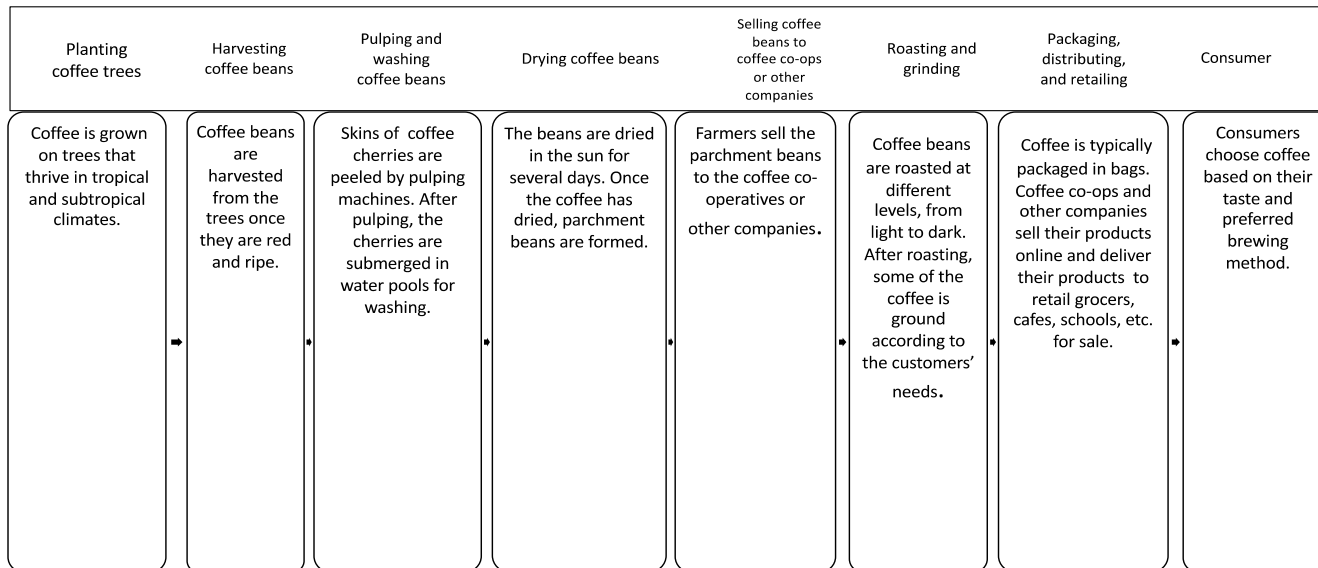 Planting
coffee trees
Harvesting
coffee beans
Pulping and
washing
coffee beans
Drying coffee beans
Selling coffee
beans to
coffee co-ops
or other
companies
Roasting and
grinding
Packaging,
distributing,
and retailing
Consumer
Coffee is grown
on trees that
thrive in tropical
and subtropical
climates.
Coffee beans
are
harvested
from the
trees once
they are red
and ripe.
Skins of coffee
cherries are
peeled by pulping
machines. After
pulping, the
cherries are
submerged in
water pools for
washing.
The beans are dried
in the sun for
several days. Once
the coffee has
dried, parchment
beans are formed.
Farmers sell the
parchment beans
to the coffee co-
operatives or
other companies.
Coffee beans
are roasted at
different
levels, from
light to dark.
After roasting,
some of the
coffee is
ground
according to
the customers’
needs.
Coffee is typically
packaged in bags.
Coffee co-ops and
other companies
sell their products
online and deliver
their products to
retail grocers,
cafes, schools, etc.
for sale.
Consumers
choose coffee
based on their
taste and
preferred
brewing
method.